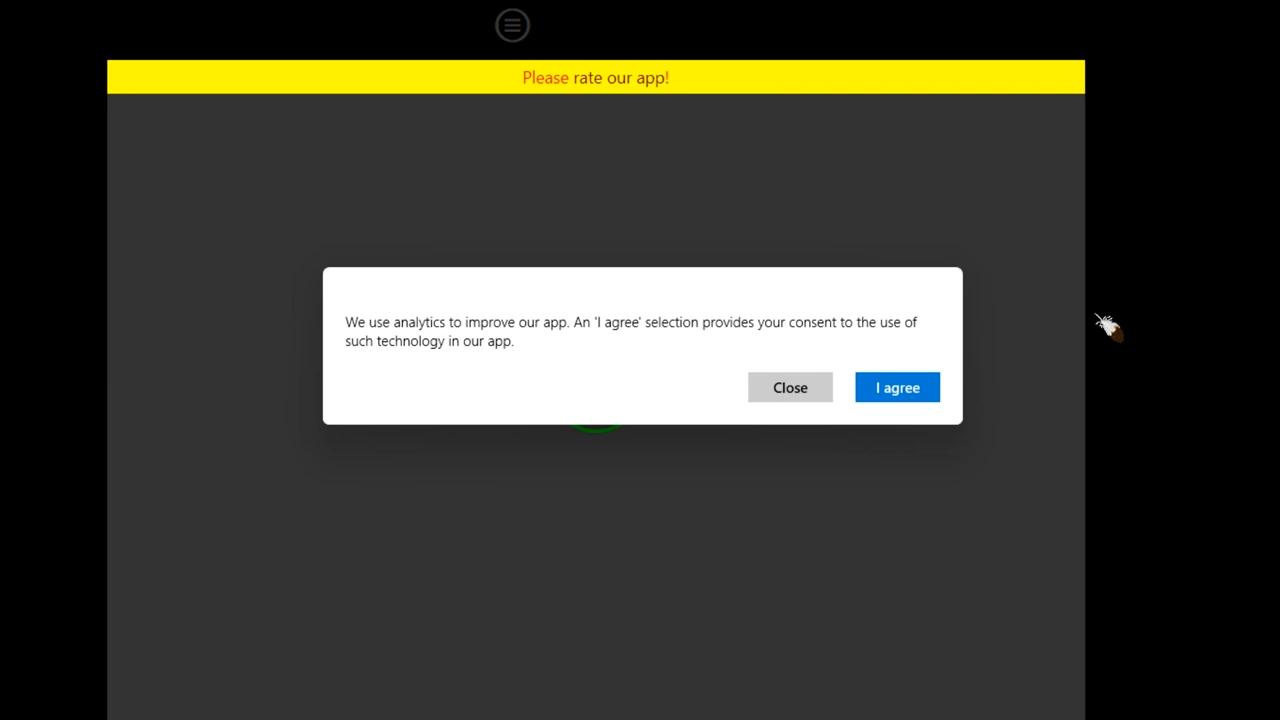 Please rate our app!
We use analytics to improve our app. An 'I agree' selection provides your consent to the use of
such technology in our app.
Close
I agree